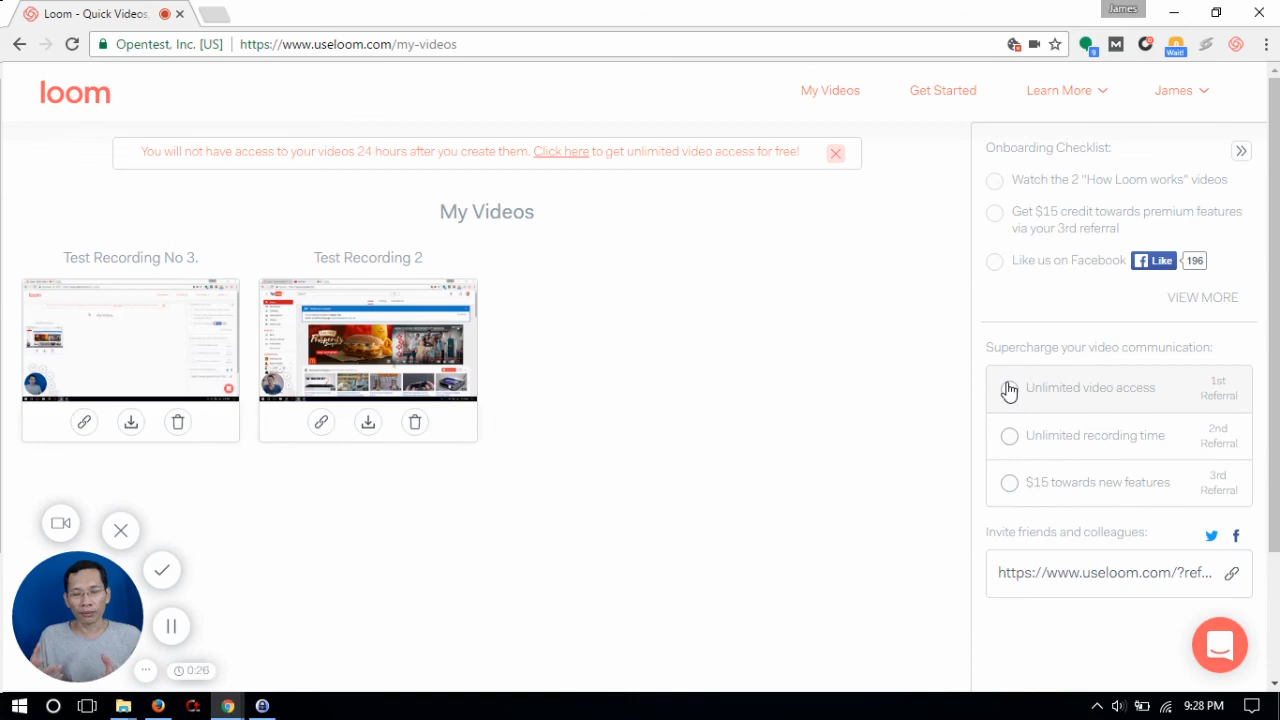 James
Loom - Quick Videos,
Opentest, Inc. [US]
https://www.useloom.com/my-videos
9
Wait!
loom
My Videos
Get Started
Learn More
James
You will not have access to your videos 24 hours after you create them. Click here to get unlimited video access for free!
My Videos
Test Recording No 3.
Test Recording 2
Onboarding Checklist:
Watch the 2 "How Loom works" videos
Get $15 credit towards premium features
via your 3rd referral
Like us on Facebook
Like
196
VIEW MORE
Supercharge your video communication:
Unlimited video access
1st
Referral
Unlimited recording time
2nd
Referral
$15 towards new features
3rd
Referral
Invite friends and colleagues:
https://www.useloom.com/?ref...
0:26
9:28 PM